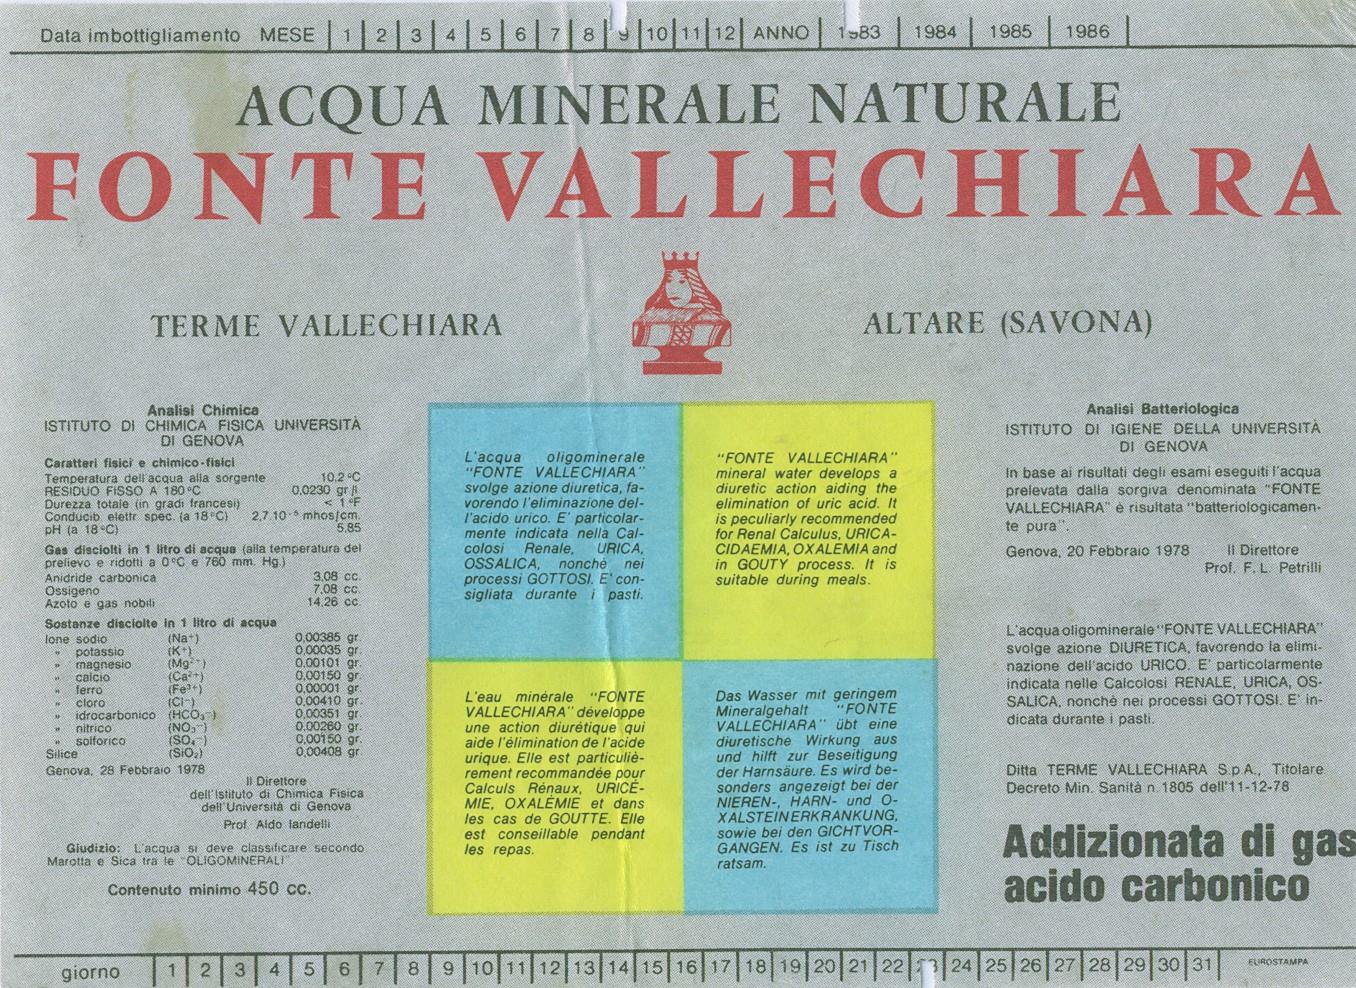 Data imbottigliamento MESE 1 2 3 4 5 6 7 8 9 10 11 12 ANNO 1983 1984 1985 1986
ACQUA MINERALE NATURALE
FONTE VALLECHIARA
TERME VALLECHIARA
ALTARE (SAVONA)
Analisi Chimica
ISTITUTO DI CHIMICA FISICA UNIVERSITÀ
DI GENOVA
Caratteri fisici e chimico-fisici
Temperatura dell'acqua alla sorgente 10,2 °C
RESIDUO FISSO A 180 °C 0,0230 gr/l
Durezza totale (in gradi francesi) < 1 °F
Conducib elettr spec. (a 18°C) 2,7.10⁻⁵ mhos/cm.
pH (a 18°C) 5.85
Gas disciolti in 1 litro di acqua (alla temperatura del
prelievo e ridotti a 0°C e 760 mm. Hg.)
Anidride carbonica 3,08 cc.
Ossigeno 7,08 cc.
Azoto e gas nobili 14,26 cc.
Sostanze disciolte in 1 litro di acqua
Ione sodio (Na⁺) 0,00385 gr.
" potassio (K⁺) 0,00035 gr.
" magnesio (Mg²⁺) 0,00101 gr.
" calcio (Ca²⁺) 0,00150 gr.
" ferro (Fe³⁺) 0,00001 gr.
" cloro (Cl⁻) 0,00410 gr.
" idrocarbonico (HCO₃⁻) 0,00351 gr.
" nitrico (NO₃⁻) 0,00260 gr.
" solforico (SO₄⁻) 0,00150 gr.
Silice (SiO₂) 0,00408 gr.
Genova, 28 Febbraio 1978
Il Direttore
dell'Istituto di Chimica Fisica
dell'Università di Genova
Prof. Aldo Iandelli
Giudizio: L'acqua si deve classificare secondo
Marotta e Sica tra le "OLIGOMINERALI"
Contenuto minimo 450 cc.
L'acqua oligominerale
"FONTE VALLECHIARA"
svolge azione diuretica, fa-
vorendo l'eliminazione del-
l'acido urico. E' particolar-
mente indicata nella Cal-
colosi Renale, URICA,
OSSALICA, nonchè nei
processi GOTTOSI. E' con-
sigliata durante i pasti.
"FONTE VALLECHIARA"
mineral water develops a
diuretic action aiding the
elimination of uric acid. It
is peculiarly recommended
for Renal Calculus, URICA-
CIDAEMIA, OXALEMIA and
in GOUTY process. It is
suitable during meals.
L'eau minérale "FONTE
VALLECHIARA" développe
une action diurétique qui
aide l'élimination de l'acide
urique. Elle est particuliè-
rement recommandée pour
Calculs Rénaux, URICÉ-
MIE, OXALÉMIE et dans
les cas de GOUTTE. Elle
est conseillable pendant
les repas.
Das Wasser mit geringem
Mineralgehalt "FONTE
VALLECHIARA" übt eine
diuretische Wirkung aus
und hilft zur Beseitigung
der Harnsäure. Es wird be-
sonders angezeigt bei der
NIEREN-, HARN- und O-
XALSTEINERKRANKUNG,
sowie bei den GICHTVOR-
GANGEN. Es ist zu Tisch
ratsam.
Analisi Batteriologica
ISTITUTO DI IGIENE DELLA UNIVERSITÀ
DI GENOVA
In base ai risultati degli esami eseguiti l'acqua
prelevata dalla sorgiva denominata "FONTE
VALLECHIARA" è risultata "batteriologicamen-
te pura".
Genova, 20 Febbraio 1978 Il Direttore
Prof. F. L. Petrilli
L'acqua oligominerale "FONTE VALLECHIARA"
svolge azione DIURETICA, favorendo la elimi-
nazione dell'acido URICO. E' particolarmente
indicata nelle Calcolosi RENALE, URICA, OS-
SALICA, nonchè nei processi GOTTOSI. E' in-
dicata durante i pasti.
Ditta TERME VALLECHIARA S.p.A., Titolare
Decreto Min. Sanità n. 1805 dell'11-12-78
Addizionata di gas
acido carbonico
giorno 1 2 3 4 5 6 7 8 9 10 11 12 13 14 15 16 17 18 19 20 21 22 23 24 25 26 27 28 29 30 31
EUROSTAMPA